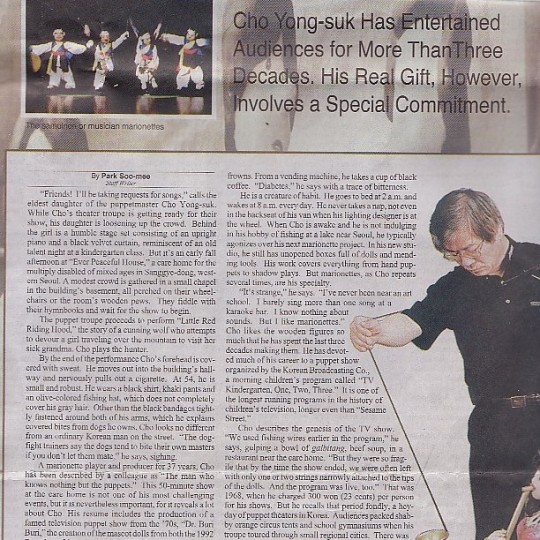 Cho Yong-suk Has Entertained
Audiences for More ThanThree
Decades. His Real Gift, However,
Involves a Special Commitment.
The samulnori or musician marionettes
By Park Soo-mee
Staff Writer
"Friends! I'll be taking requests for songs," calls the
eldest daughter of the puppetmaster Cho Yong-suk.
While Cho's theater troupe is getting ready for their
show, his daughter is loosening up the crowd. Behind
the girl is a humble stage set consisting of an upright
piano and a black velvet curtain, reminiscent of an old
talent night at a kindergarten class. But it's an early fall
afternoon at "Ever Peaceful House," a care home for the
multiply disabled of mixed ages in Sanggye-dong, west-
ern Seoul. A modest crowd is gathered in a small chapel
in the building's basement, all perched on their wheel-
chairs or the room's wooden pews. They fiddle with
their hymnbooks and wait for the show to begin.
The puppet troupe proceeds to perform "Little Red
Riding Hood," the story of a cunning wolf who attempts
to devour a girl traveling over the mountain to visit her
sick grandma. Cho plays the hunter.
By the end of the performance Cho's forehead is cov-
ered with sweat. He moves out into the building's hall-
way and nervously pulls out a cigarette. At 54, he is
small and robust. He wears a black shirt, khaki pants and
an olive-colored fishing hat, which does not completely
cover his gray hair. Other than the black bandages tight-
ly fastened around both of his arms, which he explains
covered bites from dogs he owns, Cho looks no different
from an ordinary Korean man on the street. "The dog-
fight trainers say the dogs tend to bite their own masters
if you don't let them mate." he says, sighing.
A marionette player and producer for 37 years, Cho
has been described by a colleague as "The man who
knows nothing but the puppets." This 50-minute show
at the care home is not one of his most challenging
events, but it is nevertheless important, for it reveals a lot
about Cho. His resume includes the production of a
famed television puppet show from the '70s, "Dr. Buri
Buri," the creation of the mascot dolls from both the 1992
frowns. From a vending machine, he takes a cup of black
coffee. "Diabetes," he says with a trace of bitterness.
He is a creature of habit. He goes to bed at 2 a.m. and
wakes at 8 a.m. every day. He never takes a nap, not even
in the backseat of his van when his lighting designer is at
the wheel. When Cho is awake and he is not indulging
in his hobby of fishing at a lake near Seoul, he typically
agonizes over his next marionette project. In his new stu-
dio, he still has unopened boxes full of dolls and mend-
ing tools. His work covers everything from hand pup-
pets to shadow plays. But marionettes, as Cho repeats
several times, are his specialty.
"It's strange," he says. "I've never been near an art
school. I barely sing more than one song at a
karaoke bar. I know nothing about
sounds. But I like marionettes."
Cho likes the wooden figures so
much that he has spent the last three
decades making them. He has devot-
ed much of his career to a puppet show
organized by the Korean Broadcasting Co.,
a morning children's program called "TV
Kindergarten, One, Two, Three." It is one of
the longest running programs in the history of
children's television, longer even than "Sesame
Street."
Cho describes the genesis of the TV show.
"We used fishing wires earlier in the program," he
says, gulping a bowl of galbitang, beef soup, in a
restaurant near the care home. "But they were so frag-
ile that by the time the show ended, we were often left
with only one or two strings narrowly attached to the tips
of the dolls. And the program was live, too." That was
1968, when he charged 300 won (23 cents) per person
for his shows. But he recalls that period fondly, a hey-
day of puppet theaters in Korea. Audiences packed shab-
by orange circus tents and school gymnasiums when his
troupe toured through small regional cities. There was